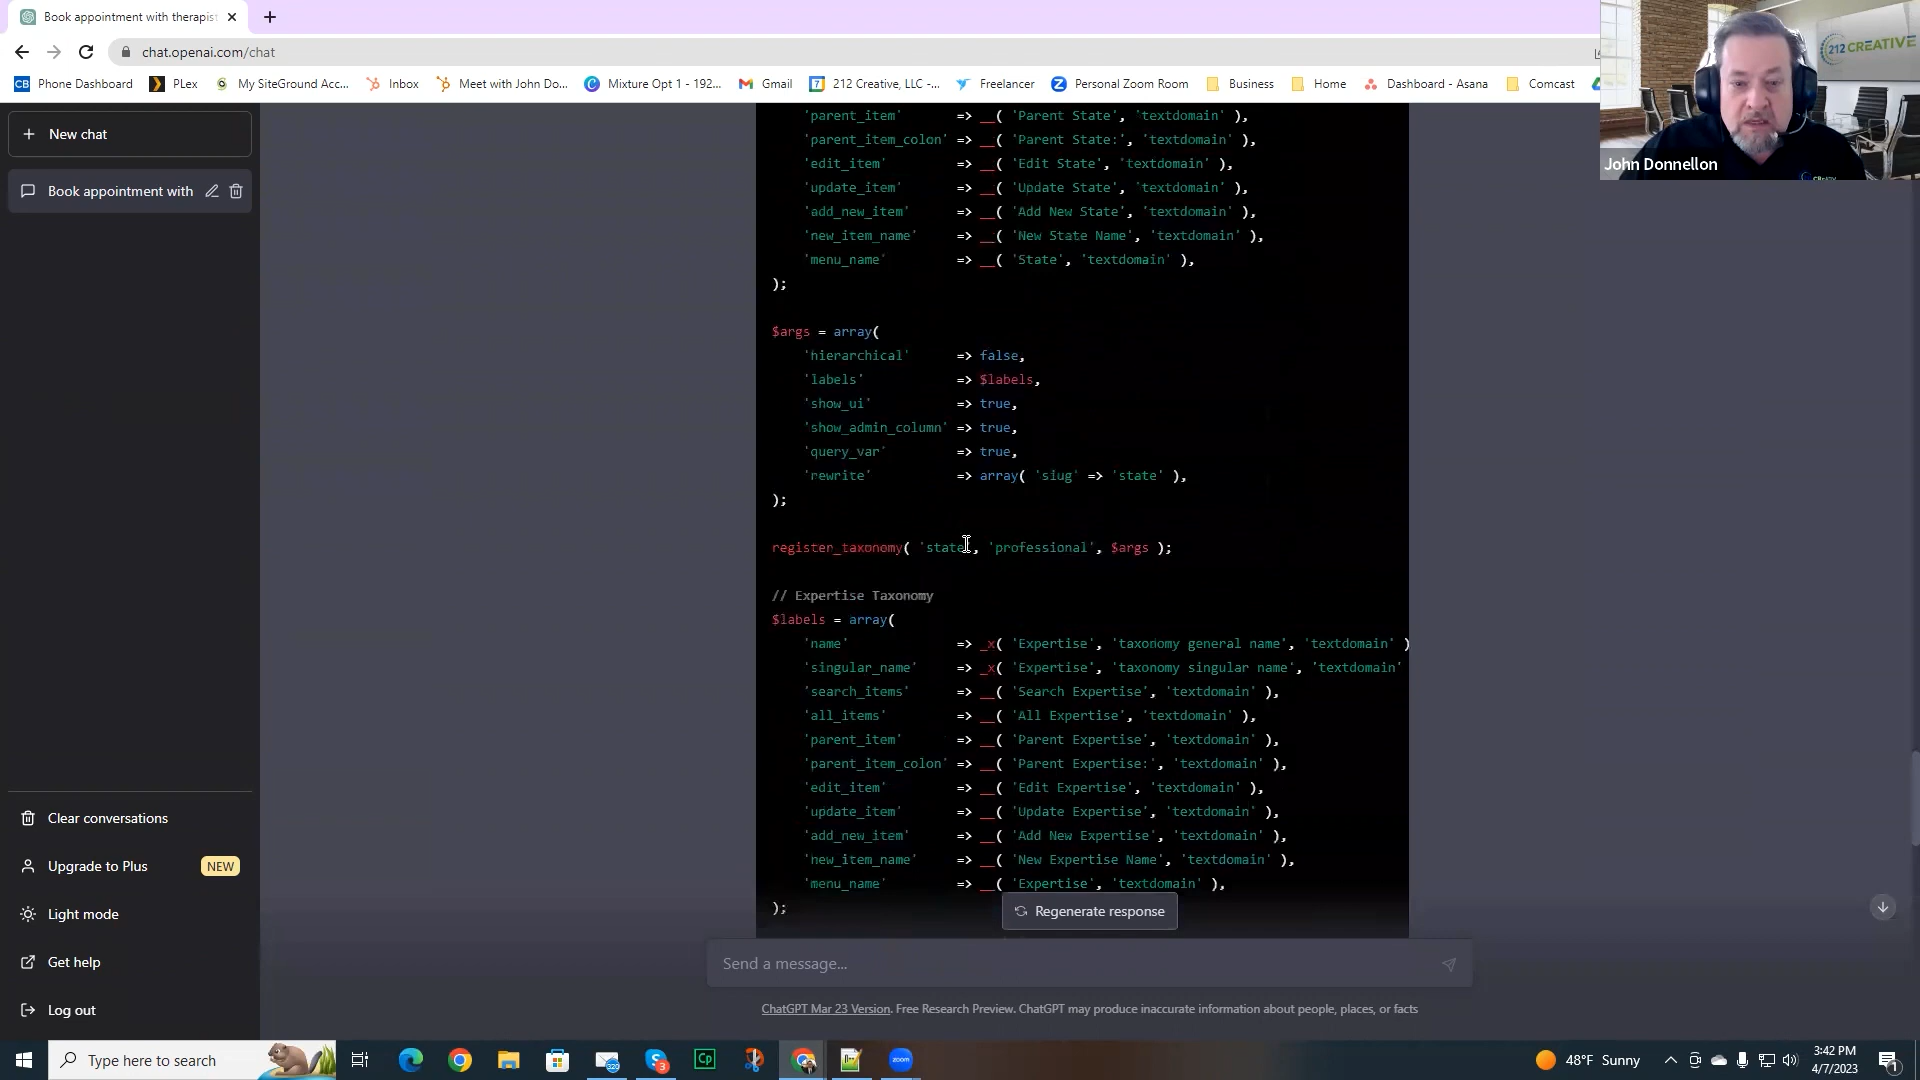 Book appointment with therapist
chat.openai.com/chat
CB Phone Dashboard PLex My SiteGround Acc... Inbox Meet with John Do... Mixture Opt 1 - 192... Gmail 212 Creative, LLC -... Freelancer Personal Zoom Room Business Home Dashboard - Asana Comcast
212 CREATIVE
John Donnellon
New chat
Book appointment with
'parent_item' => __( 'Parent State', 'textdomain' ),
'parent_item_colon' => __( 'Parent State:', 'textdomain' ),
'edit_item' => __( 'Edit State', 'textdomain' ),
'update_item' => __( 'Update State', 'textdomain' ),
'add_new_item' => __( 'Add New State', 'textdomain' ),
'new_item_name' => __( 'New State Name', 'textdomain' ),
'menu_name' => __( 'State', 'textdomain' ),
);
$args = array(
'hierarchical' => false,
'labels' => $labels,
'show_ui' => true,
'show_admin_column' => true,
'query_var' => true,
'rewrite' => array( 'slug' => 'state' ),
);
register_taxonomy( 'state', 'professional', $args );
// Expertise Taxonomy
$labels = array(
'name' => _x( 'Expertise', 'taxonomy general name', 'textdomain' )
'singular_name' => _x( 'Expertise', 'taxonomy singular name', 'textdomain'
'search_items' => __( 'Search Expertise', 'textdomain' ),
'all_items' => __( 'All Expertise', 'textdomain' ),
'parent_item' => __( 'Parent Expertise', 'textdomain' ),
'parent_item_colon' => __( 'Parent Expertise:', 'textdomain' ),
'edit_item' => __( 'Edit Expertise', 'textdomain' ),
'update_item' => __( 'Update Expertise', 'textdomain' ),
'add_new_item' => __( 'Add New Expertise', 'textdomain' ),
'new_item_name' => __( 'New Expertise Name', 'textdomain' ),
'menu_name' => __( 'Expertise', 'textdomain' ),
);
Regenerate response
Send a message...
ChatGPT Mar 23 Version. Free Research Preview. ChatGPT may produce inaccurate information about people, places, or facts
Clear conversations
Upgrade to Plus NEW
Light mode
Get help
Log out
Type here to search
48°F Sunny
3:42 PM
4/7/2023